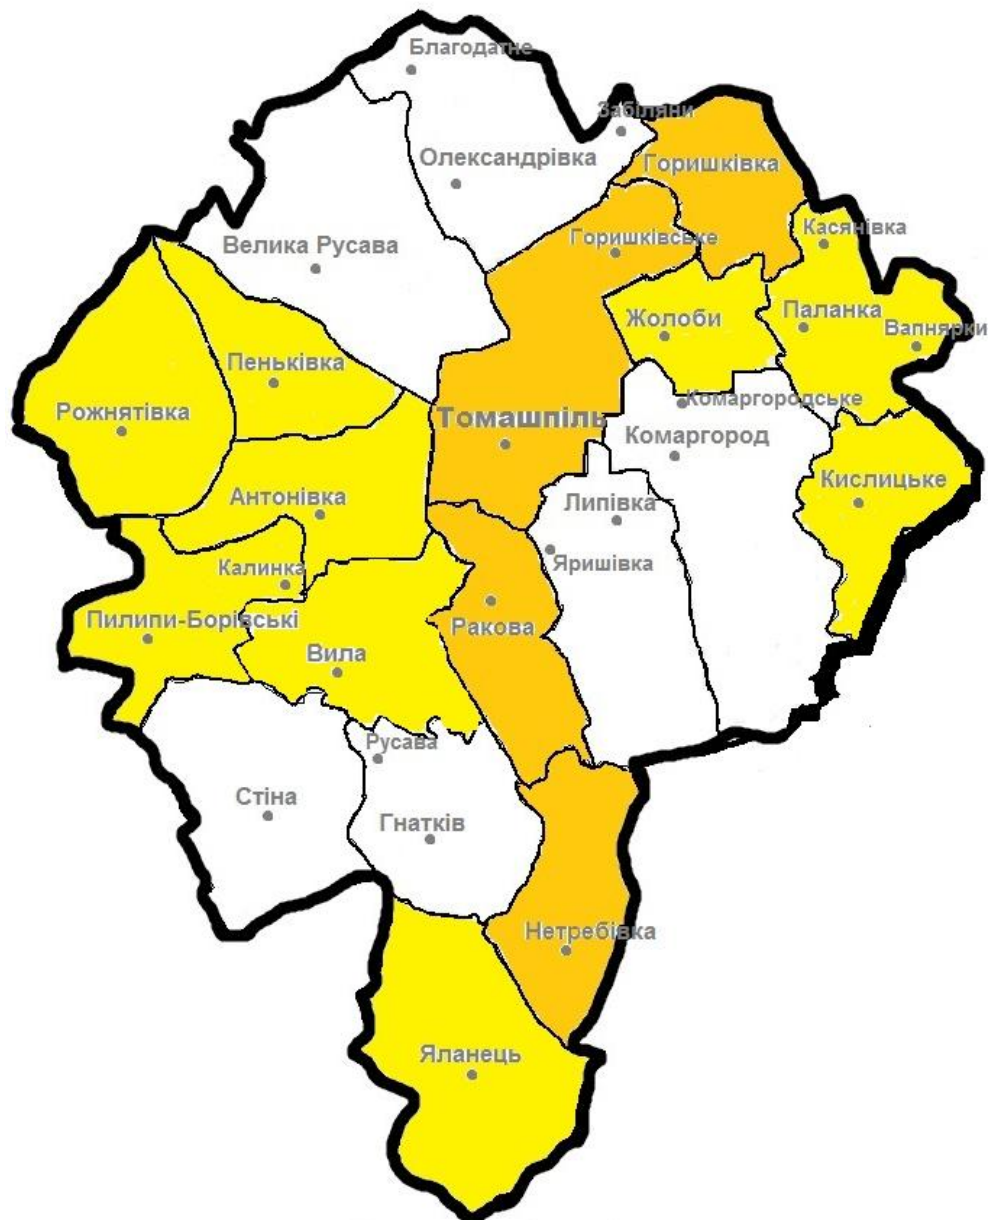 Благодатне
Забіляни
Олександрівка
Горишківка
Касянівка
Горишківське
Велика Русава
Паланка
Жолоби
Вапнярки
Пеньківка
Комаргородське
Рожнятівка
Томашпіль
Комаргород
Кислицьке
Антонівка
Липівка
Яришівка
Калинка
Пилипи-Борівські
Ракова
Вила
Русава
Стіна
Гнатків
Нетребівка
Яланець